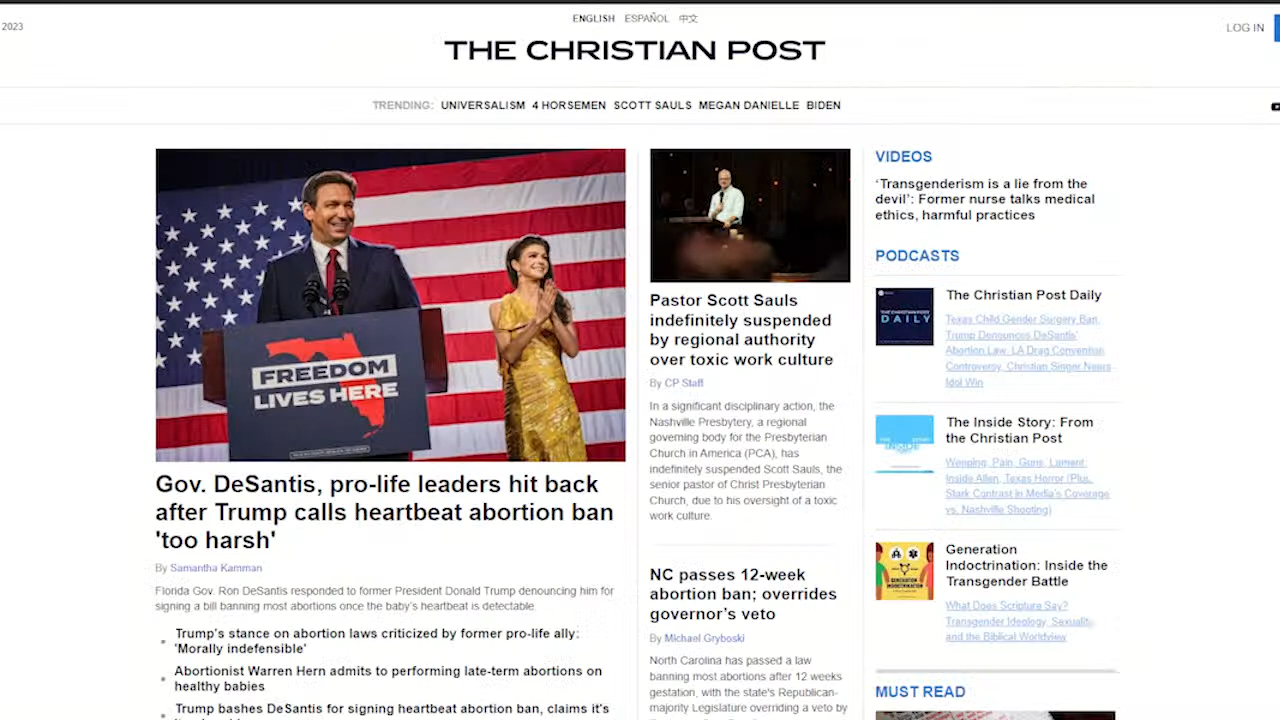 2023
ENGLISH ESPAÑOL 中文
LOG IN
THE CHRISTIAN POST
TRENDING: UNIVERSALISM 4 HORSEMEN SCOTT SAULS MEGAN DANIELLE BIDEN
FREEDOM
LIVES HERE
Gov. DeSantis, pro-life leaders hit back
after Trump calls heartbeat abortion ban
'too harsh'
By Samantha Kamman
Florida Gov. Ron DeSantis responded to former President Donald Trump denouncing him for
signing a bill banning most abortions once the baby's heartbeat is detectable
Trump's stance on abortion laws criticized by former pro-life ally:
'Morally indefensible'
Abortionist Warren Hern admits to performing late-term abortions on
healthy babies
Trump bashes DeSantis for signing heartbeat abortion ban, claims it's
Pastor Scott Sauls
indefinitely suspended
by regional authority
over toxic work culture
By CP Staff
In a significant disciplinary action, the
Nashville Presbytery, a regional
governing body for the Presbyterian
Church in America (PCA), has
indefinitely suspended Scott Sauls, the
senior pastor of Christ Presbyterian
Church, due to his oversight of a toxic
work culture.
NC passes 12-week
abortion ban; overrides
governor's veto
By Michael Gryboski
North Carolina has passed a law
banning most abortions after 12 weeks
gestation, with the state's Republican-
majority Legislature overriding a veto by
VIDEOS
'Transgenderism is a lie from the
devil': Former nurse talks medical
ethics, harmful practices
PODCASTS
THE CHRISTIAN POST
DAILY
The Christian Post Daily
Texas Child Gender Surgery Ban,
Trump Denounces DeSantis'
Abortion Law, LA Drag Convention
Controversy, Christian Singer Nears
Idol Win
INSIDE
The Inside Story: From
the Christian Post
Weeping, Pain, Guns, Lament:
Inside Allen, Texas Horror (Plus,
Stark Contrast in Media's Coverage
vs. Nashville Shooting)
GENERATION
INDOCTRINATION
Generation
Indoctrination: Inside the
Transgender Battle
What Does Scripture Say?
Transgender Ideology, Sexuality
and the Biblical Worldview
MUST READ